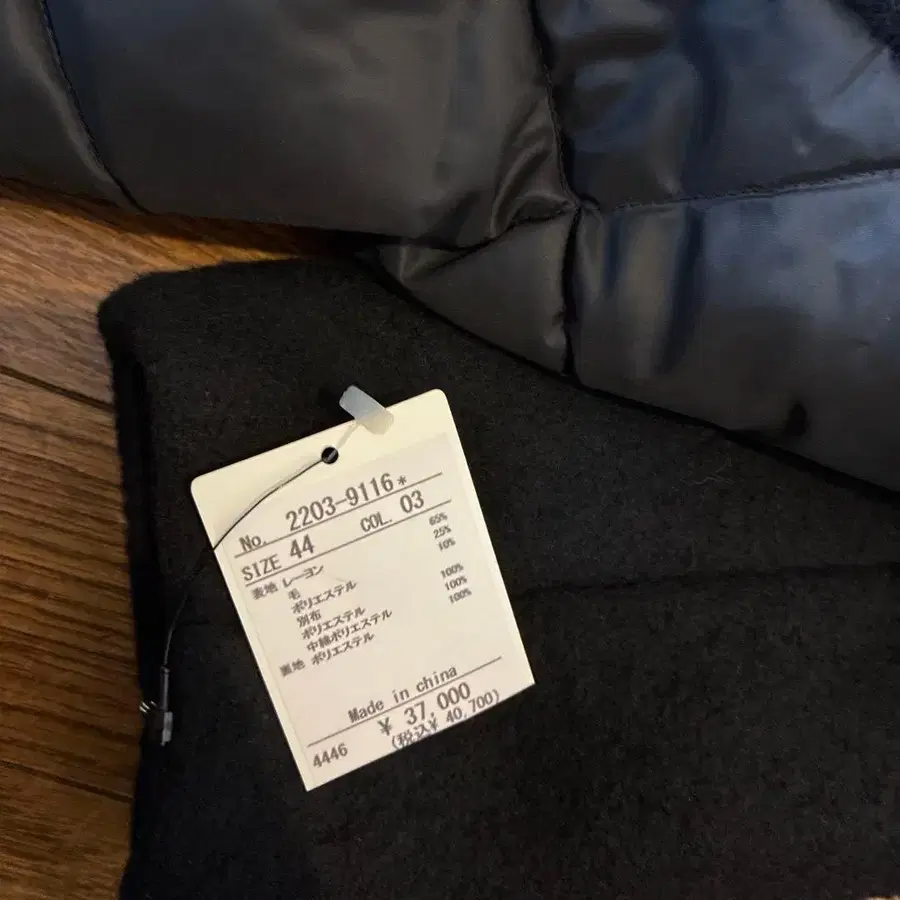 No. 2203-9116*
SIZE 44 COL. 03
表地 レーヨン 65%
毛 25%
ポリエステル 10%
別布
ポリエステル 100%
中綿ポリエステル 100%
裏地 ポリエステル 100%
Made in china
¥ 37,000
4446 (税込¥ 40,700)